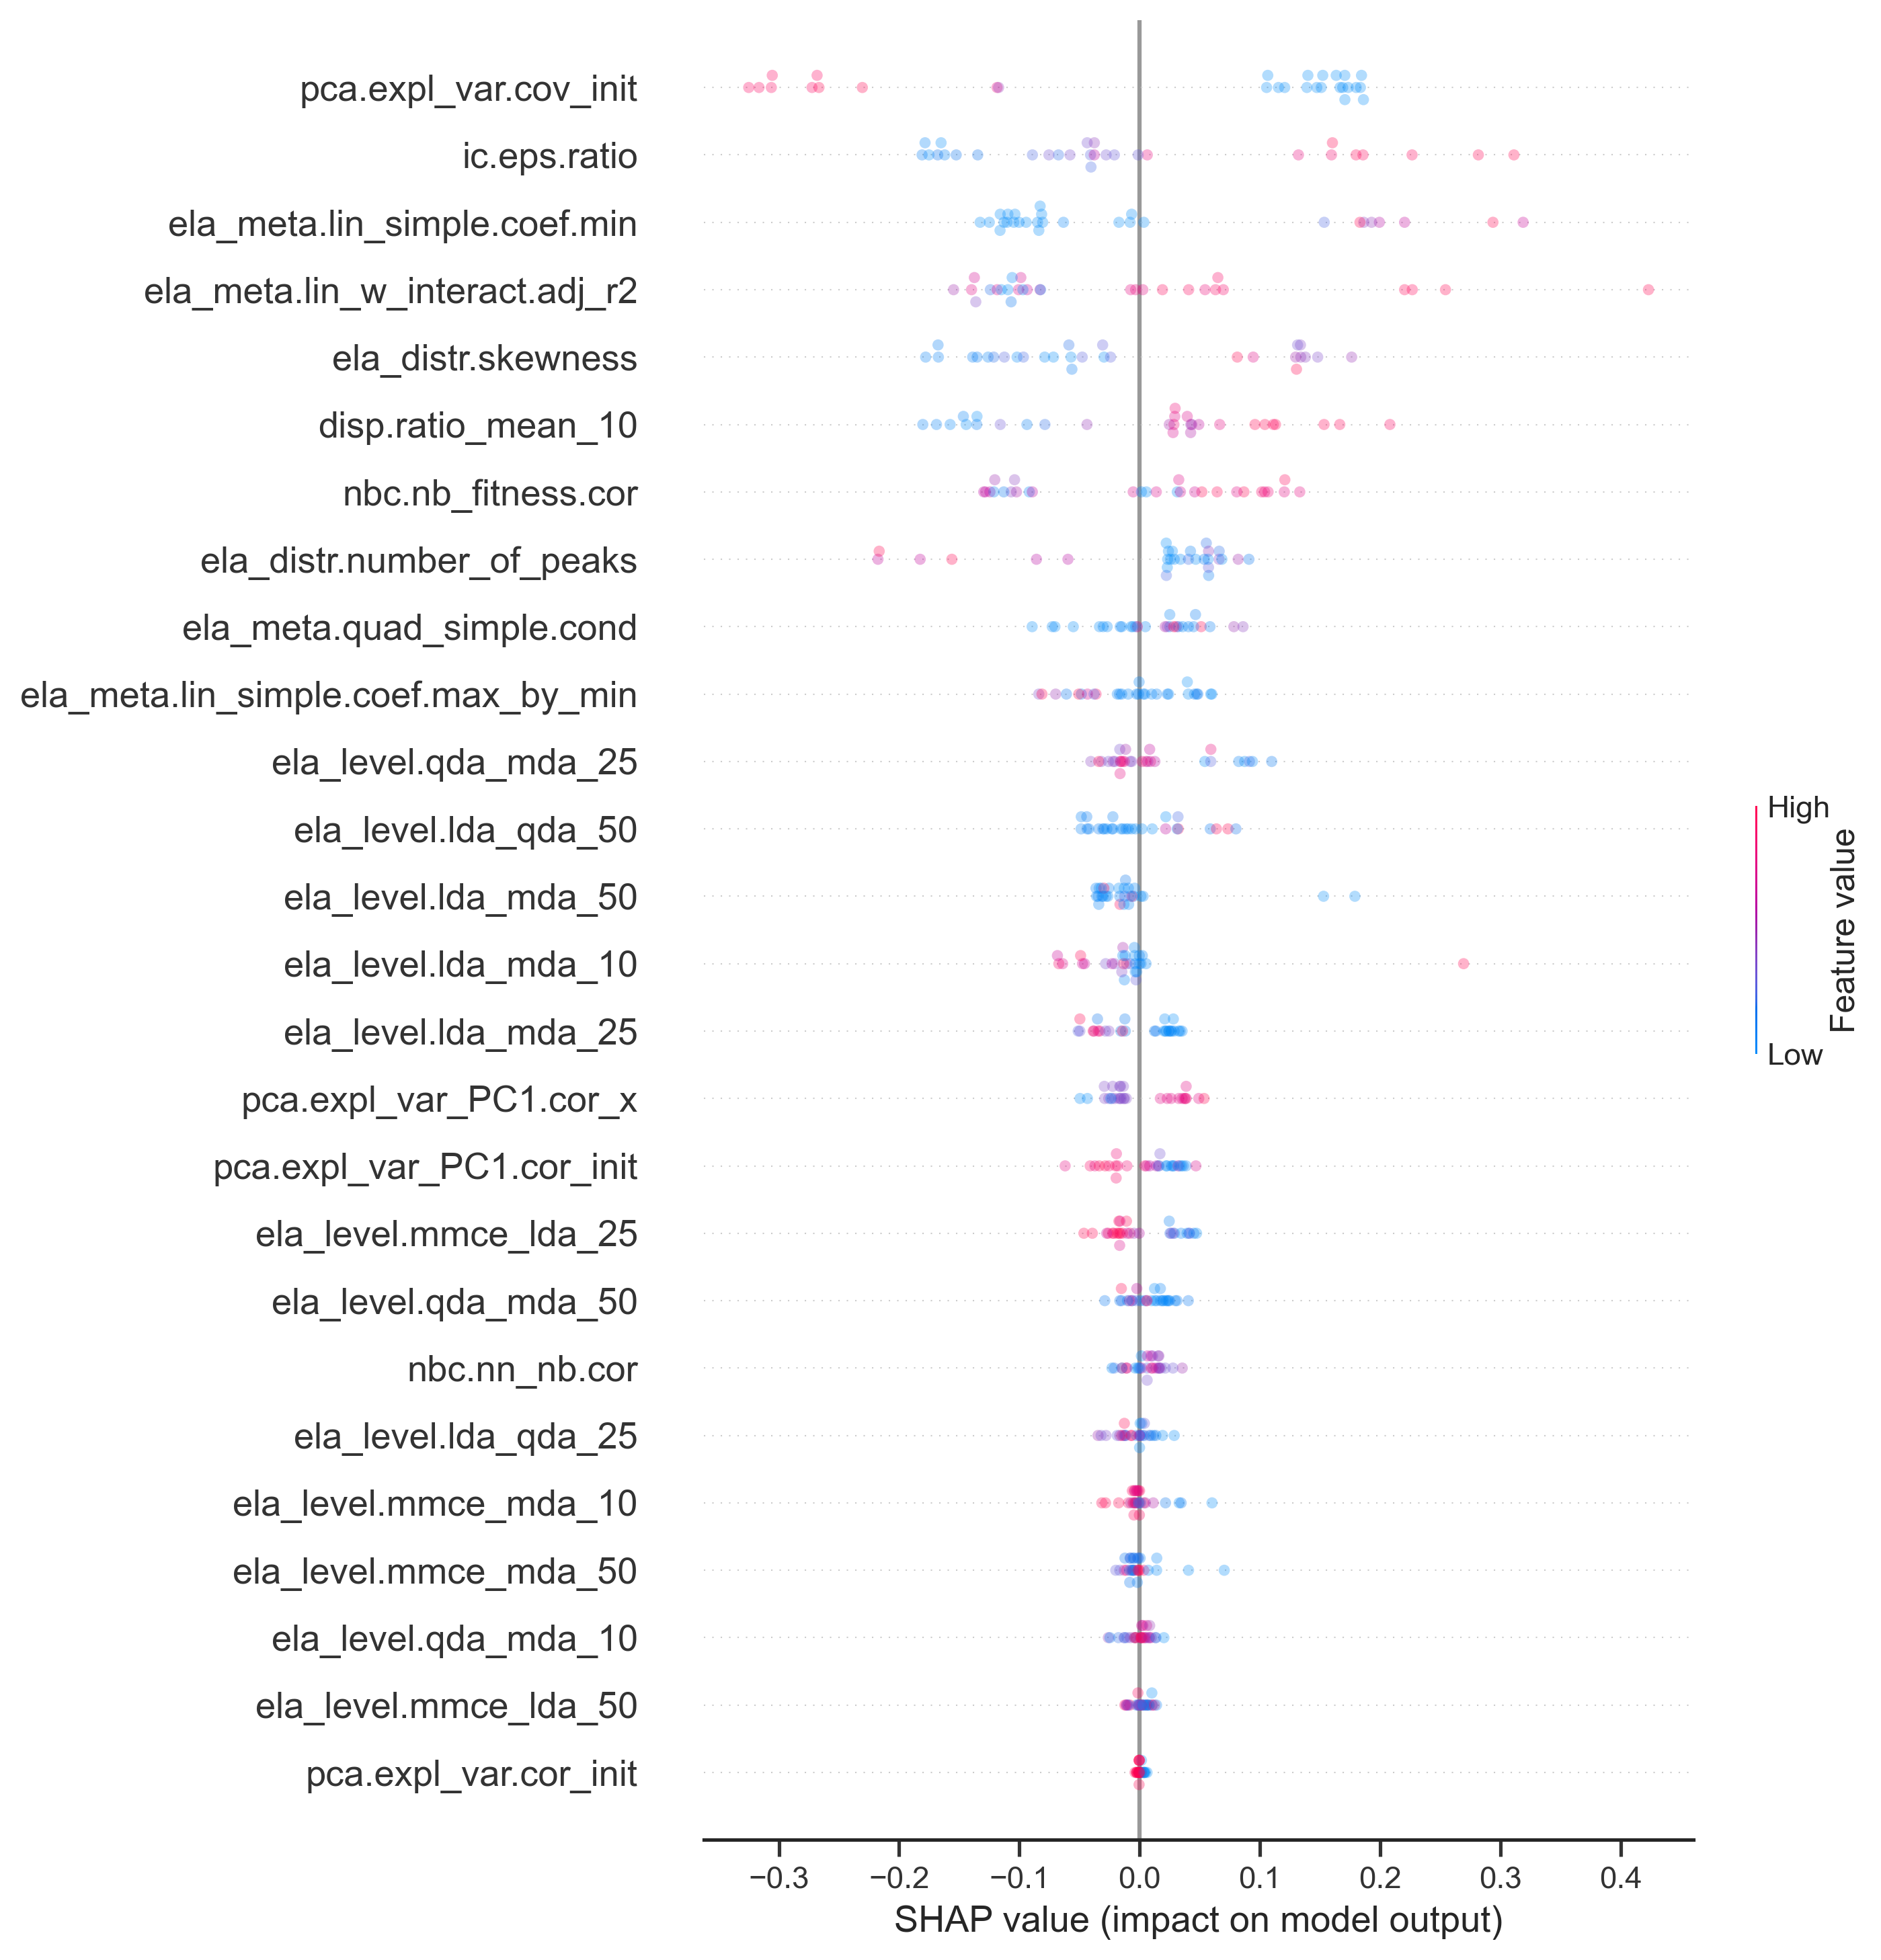 pca.expl_var.cov_init
ic.eps.ratio
ela_meta.lin_simple.coef.min
ela_meta.lin_w_interact.adj_r2
ela_distr.skewness
disp.ratio_mean_10
nbc.nb_fitness.cor
ela_distr.number_of_peaks
ela_meta.quad_simple.cond
ela_meta.lin_simple.coef.max_by_min
ela_level.qda_mda_25
ela_level.lda_qda_50
ela_level.lda_mda_50
ela_level.lda_mda_10
ela_level.lda_mda_25
pca.expl_var_PC1.cor_x
pca.expl_var_PC1.cor_init
ela_level.mmce_lda_25
ela_level.qda_mda_50
nbc.nn_nb.cor
ela_level.lda_qda_25
ela_level.mmce_mda_10
ela_level.mmce_mda_50
ela_level.qda_mda_10
ela_level.mmce_lda_50
pca.expl_var.cor_init
−0.3 −0.2 −0.1 0.0 0.1 0.2 0.3 0.4
SHAP value (impact on model output)
High
Feature value
Low